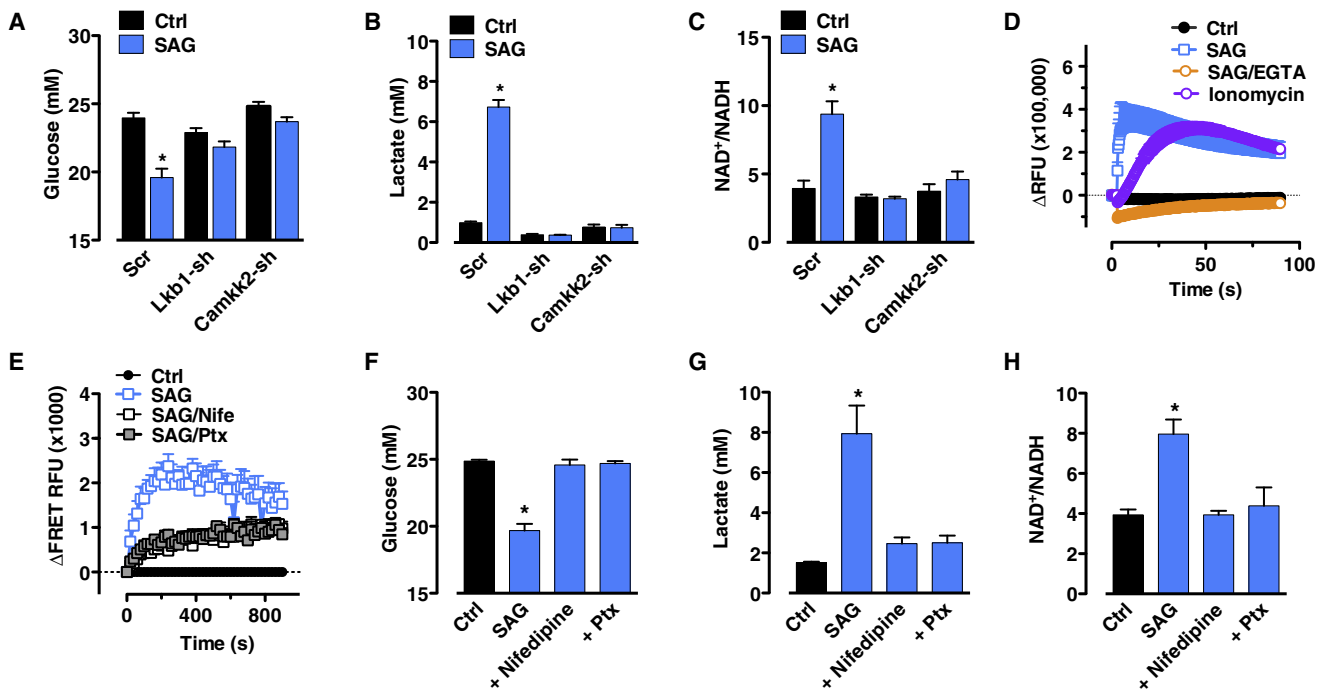 A
Ctrl
SAG
Glucose (mM)
30
25
20
15
*
Scr
Lkb1-sh
Camkk2-sh
B
Ctrl
SAG
Lactate (mM)
10
8
6
4
2
0
*
Scr
Lkb1-sh
Camkk2-sh
C
Ctrl
SAG
NAD⁺/NADH
15
10
5
0
*
Scr
Lkb1-sh
Camkk2-sh
D
Ctrl
SAG
SAG/EGTA
Ionomycin
ΔRFU (x100,000)
6
4
2
0
0
50
100
Time (s)
E
Ctrl
SAG
SAG/Nife
SAG/Ptx
ΔFRET RFU (x1000)
4
3
2
1
0
0
400
800
Time (s)
F
Glucose (mM)
30
25
20
15
*
Ctrl
SAG
+ Nifedipine
+ Ptx
G
Lactate (mM)
10
8
6
4
2
0
*
Ctrl
SAG
+ Nifedipine
+ Ptx
H
NAD⁺/NADH
10
8
6
4
2
0
*
Ctrl
SAG
+ Nifedipine
+ Ptx